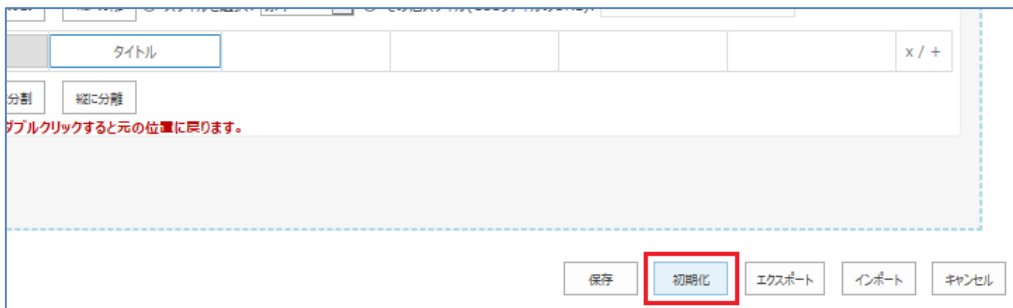 タイトル x / +
分割 縦に分離
ダブルクリックすると元の位置に戻ります。
保存 初期化 エクスポート インポート キャンセル